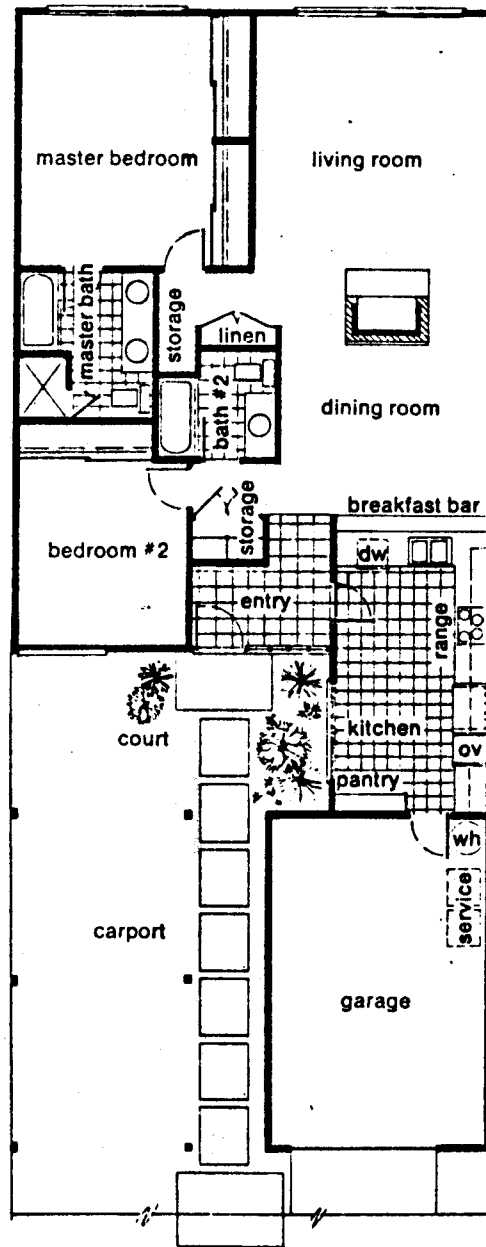 master bedroom
living room
master bath
storage
linen
bath #2
dining room
breakfast bar
storage
bedroom #2
dw
entry
range
kitchen
court
ov
pantry
wh
service
carport
garage